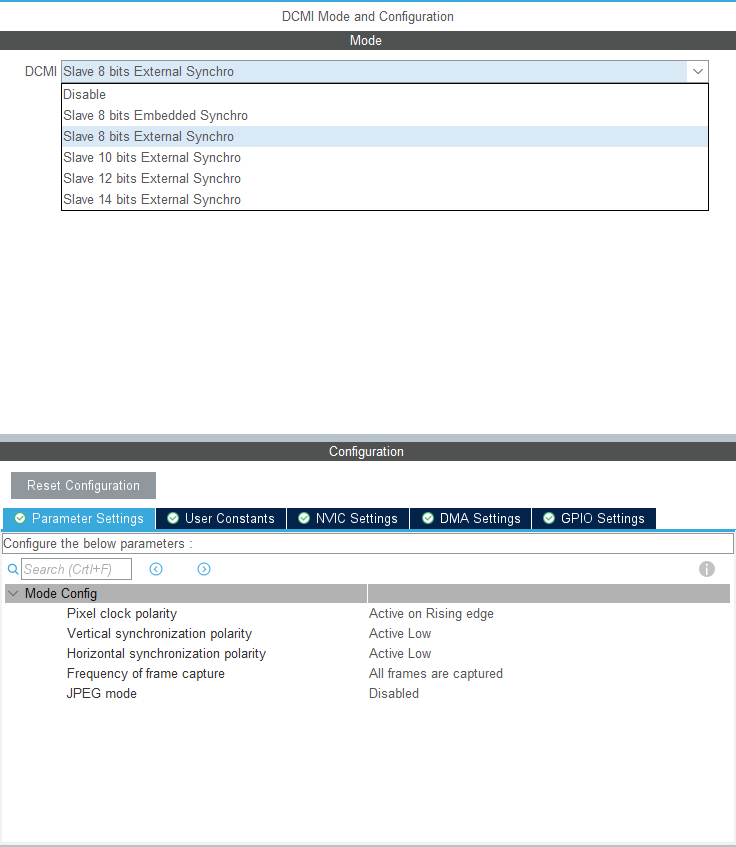 DCMI Mode and Configuration
Mode
DCMI Slave 8 bits External Synchro
Disable
Slave 8 bits Embedded Synchro
Slave 8 bits External Synchro
Slave 10 bits External Synchro
Slave 12 bits External Synchro
Slave 14 bits External Synchro
Configuration
Reset Configuration
Parameter Settings User Constants NVIC Settings DMA Settings GPIO Settings
Configure the below parameters :
Search (Crtl+F)
Mode Config
Pixel clock polarity Active on Rising edge
Vertical synchronization polarity Active Low
Horizontal synchronization polarity Active Low
Frequency of frame capture All frames are captured
JPEG mode Disabled